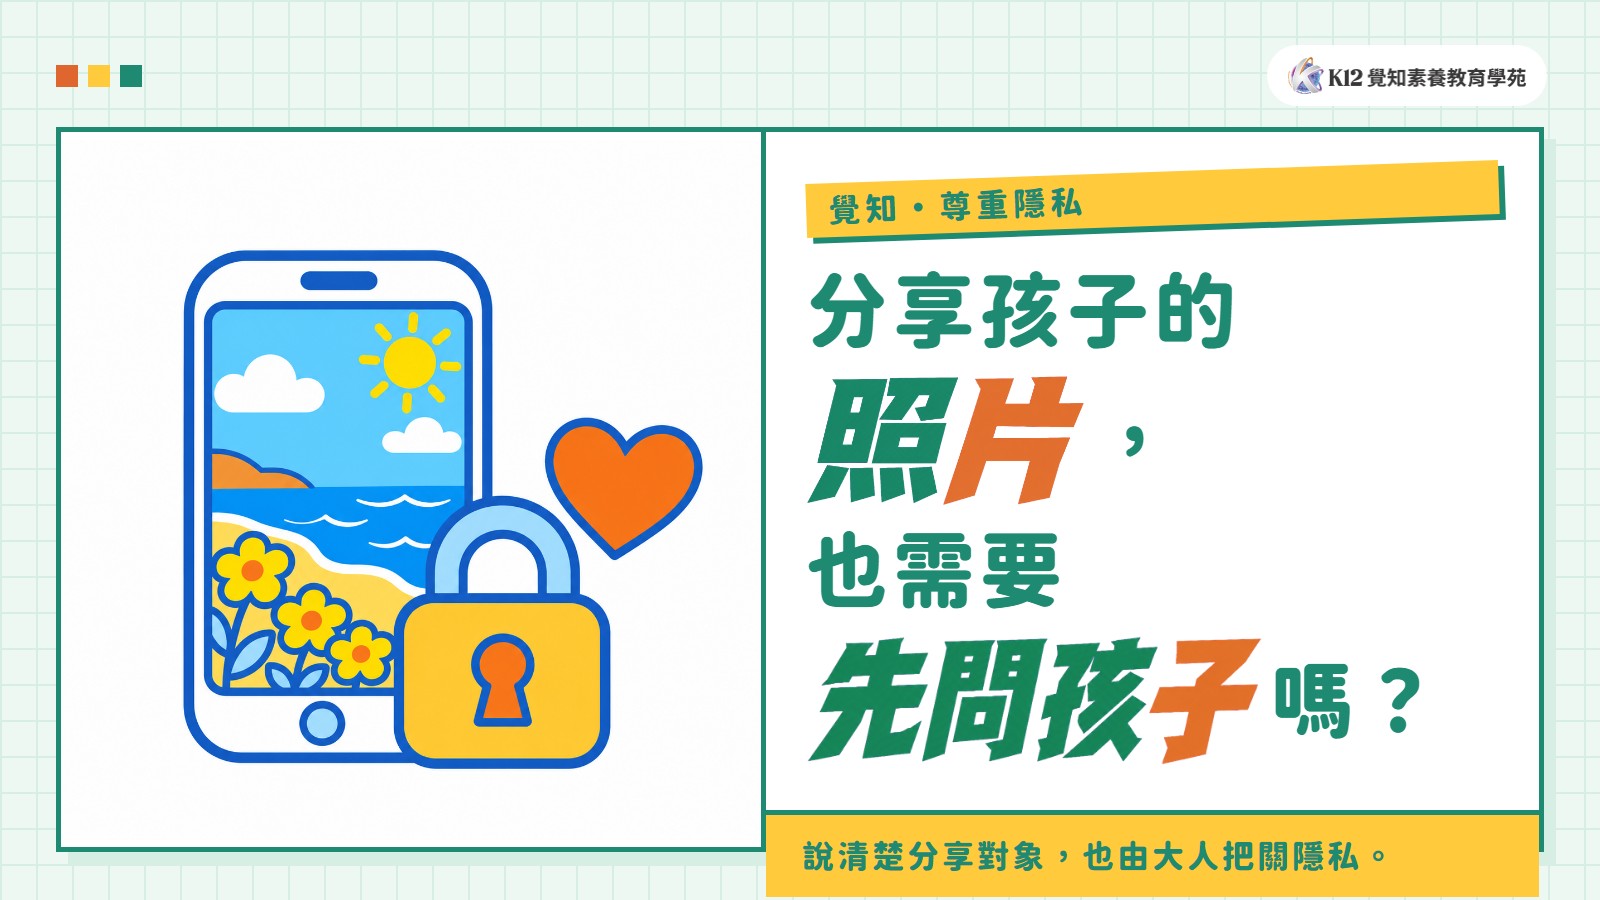 K12 覺知素養教育學苑
覺知・尊重隱私
分享孩子的
照片，
也需要
先問孩子嗎？
說清楚分享對象，也由大人把關隱私。